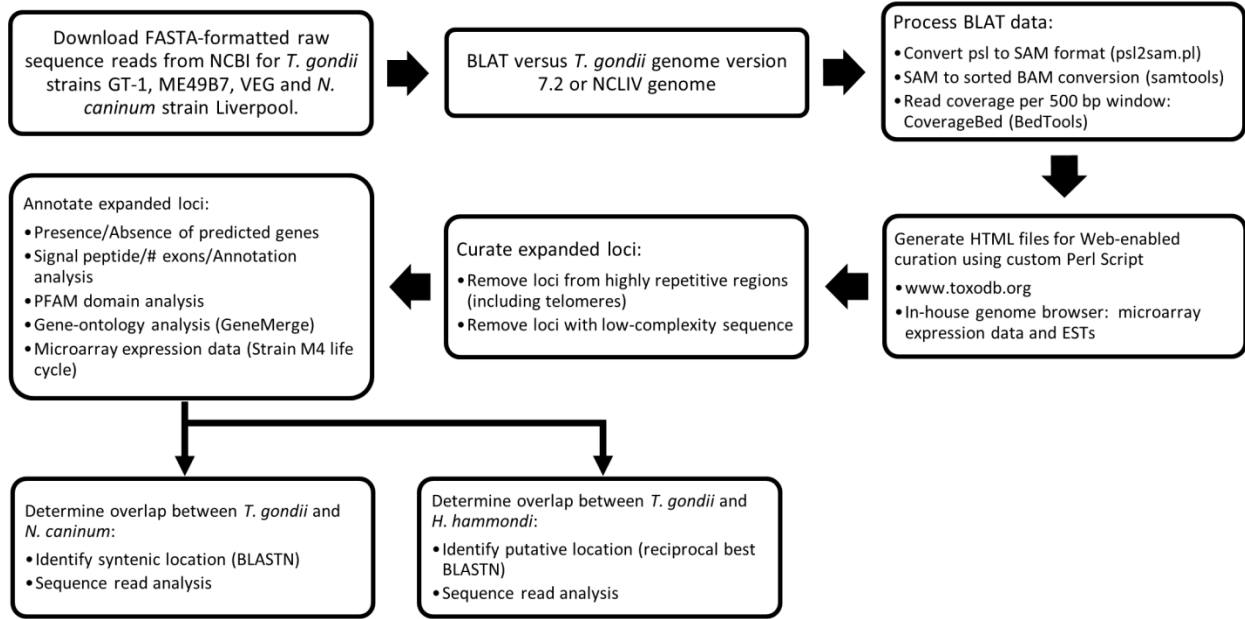 Download FASTA-formatted raw
sequence reads from NCBI for T. gondii
strains GT-1, ME49B7, VEG and N.
caninum strain Liverpool.
BLAT versus T. gondii genome version
7.2 or NCLIV genome
Process BLAT data:
•Convert psl to SAM format (psl2sam.pl)
•SAM to sorted BAM conversion (samtools)
•Read coverage per 500 bp window:
CoverageBed (BedTools)
Generate HTML files for Web-enabled
curation using custom Perl Script
•www.toxodb.org
•In-house genome browser: microarray
expression data and ESTs
Curate expanded loci:
•Remove loci from highly repetitive regions
(including telomeres)
•Remove loci with low-complexity sequence
Annotate expanded loci:
•Presence/Absence of predicted genes
•Signal peptide/# exons/Annotation
analysis
•PFAM domain analysis
•Gene-ontology analysis (GeneMerge)
•Microarray expression data (Strain M4 life
cycle)
Determine overlap between T. gondii and
N. caninum:
•Identify syntenic location (BLASTN)
•Sequence read analysis
Determine overlap between T. gondii and
H. hammondi:
•Identify putative location (reciprocal best
BLASTN)
•Sequence read analysis